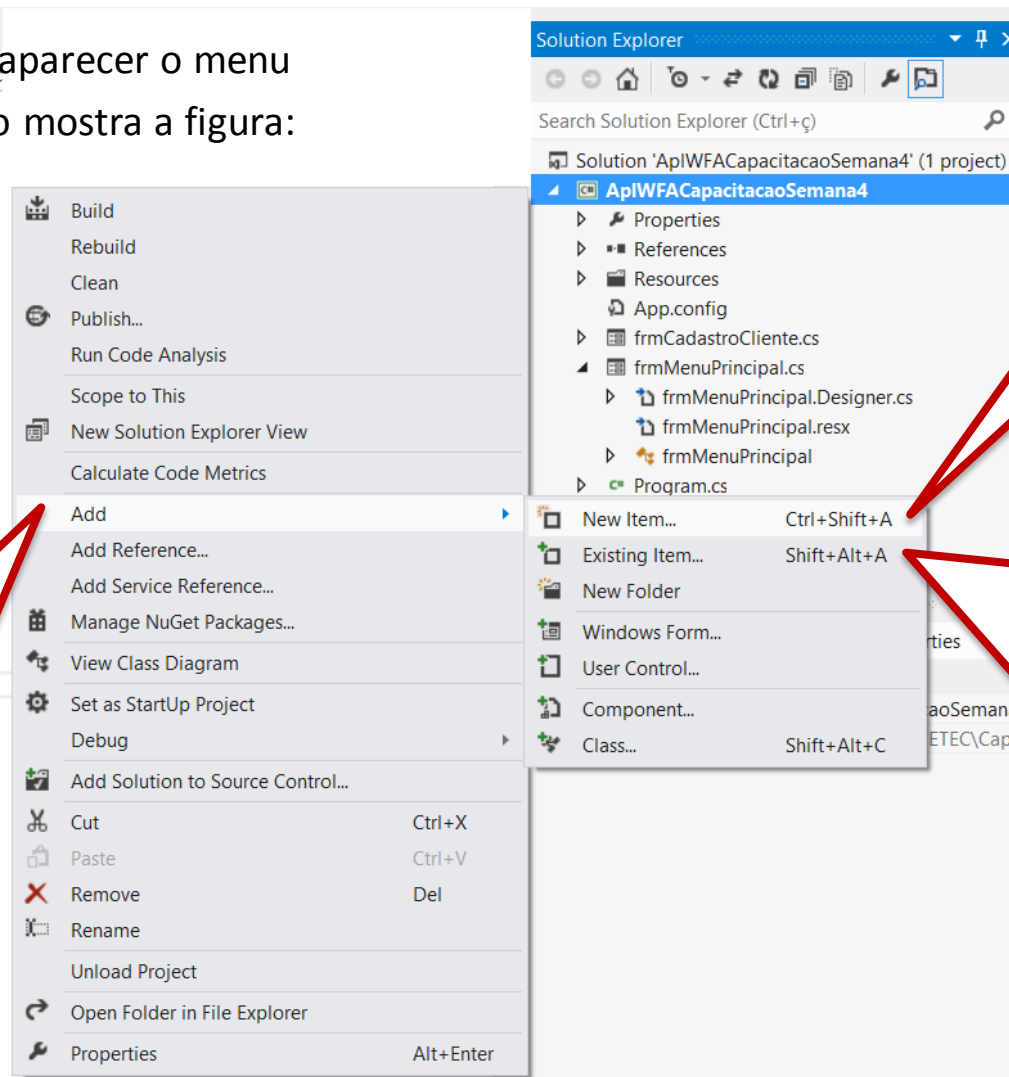 aparecer o menu
mostra a figura:
Build
Rebuild
Clean
Publish...
Run Code Analysis
Scope to This
New Solution Explorer View
Calculate Code Metrics
Add
Add Reference...
Add Service Reference...
Manage NuGet Packages...
View Class Diagram
Set as StartUp Project
Debug
Add Solution to Source Control...
Cut Ctrl+X
Paste Ctrl+V
Remove Del
Rename
Unload Project
Open Folder in File Explorer
Properties Alt+Enter
Solution Explorer
Search Solution Explorer (Ctrl+ç)
Solution 'AplWFACapacitacaoSemana4' (1 project)
C# AplWFACapacitacaoSemana4
Properties
References
Resources
App.config
frmCadastroCliente.cs
frmMenuPrincipal.cs
frmMenuPrincipal.Designer.cs
frmMenuPrincipal.resx
frmMenuPrincipal
C# Program.cs
New Item... Ctrl+Shift+A
Existing Item... Shift+Alt+A
New Folder
Windows Form...
User Control...
Component...
Class... Shift+Alt+C
rties
aoSeman
ETEC\Cap